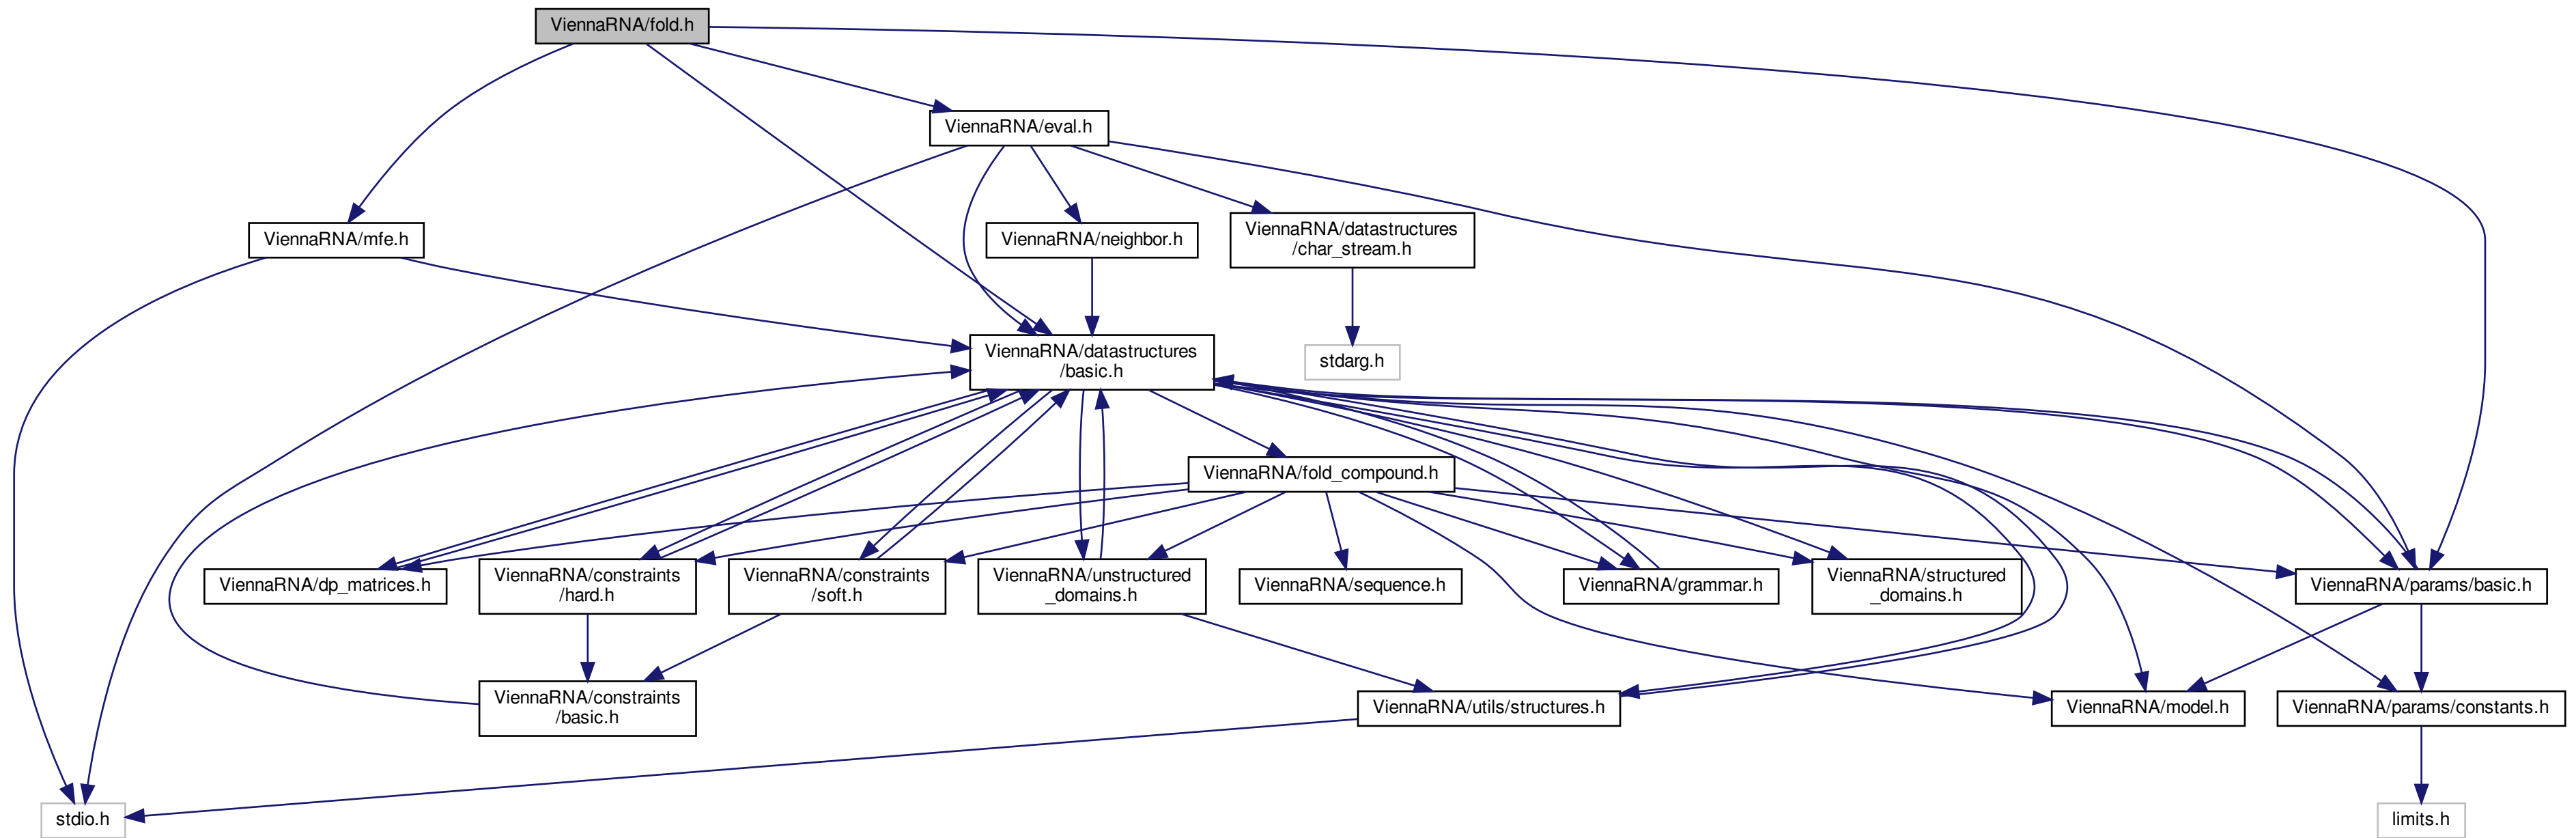 ViennaRNA/fold.h
ViennaRNA/eval.h
ViennaRNA/mfe.h
ViennaRNA/neighbor.h
ViennaRNA/datastructures
/char_stream.h
ViennaRNA/datastructures
/basic.h
stdarg.h
ViennaRNA/fold_compound.h
ViennaRNA/dp_matrices.h
ViennaRNA/constraints
/hard.h
ViennaRNA/constraints
/soft.h
ViennaRNA/unstructured
_domains.h
ViennaRNA/sequence.h
ViennaRNA/grammar.h
ViennaRNA/structured
_domains.h
ViennaRNA/params/basic.h
ViennaRNA/constraints
/basic.h
ViennaRNA/utils/structures.h
ViennaRNA/model.h
ViennaRNA/params/constants.h
stdio.h
limits.h